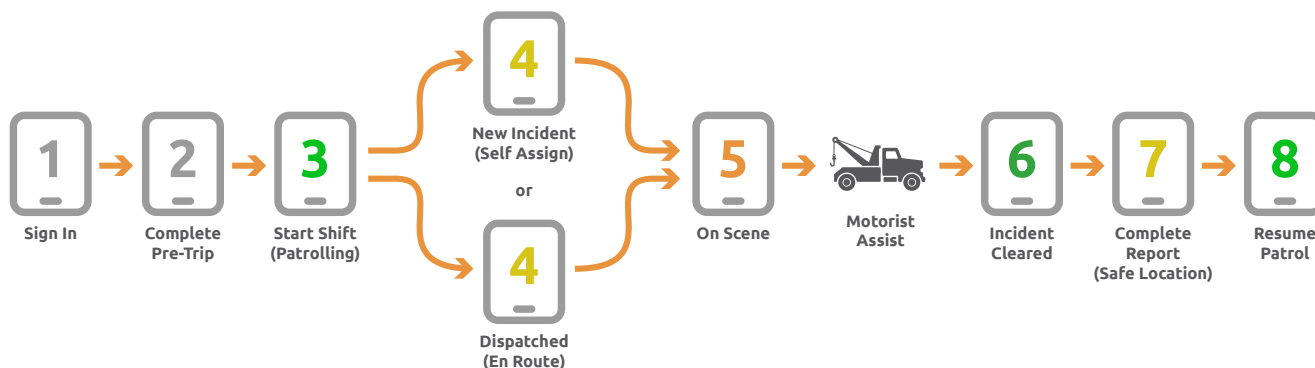 1
Sign In
2
Complete
Pre-Trip
3
Start Shift
(Patrolling)
4
New Incident
(Self Assign)
or
4
Dispatched
(En Route)
5
On Scene
Motorist
Assist
6
Incident
Cleared
7
Complete
Report
(Safe Location)
8
Resume
Patrol